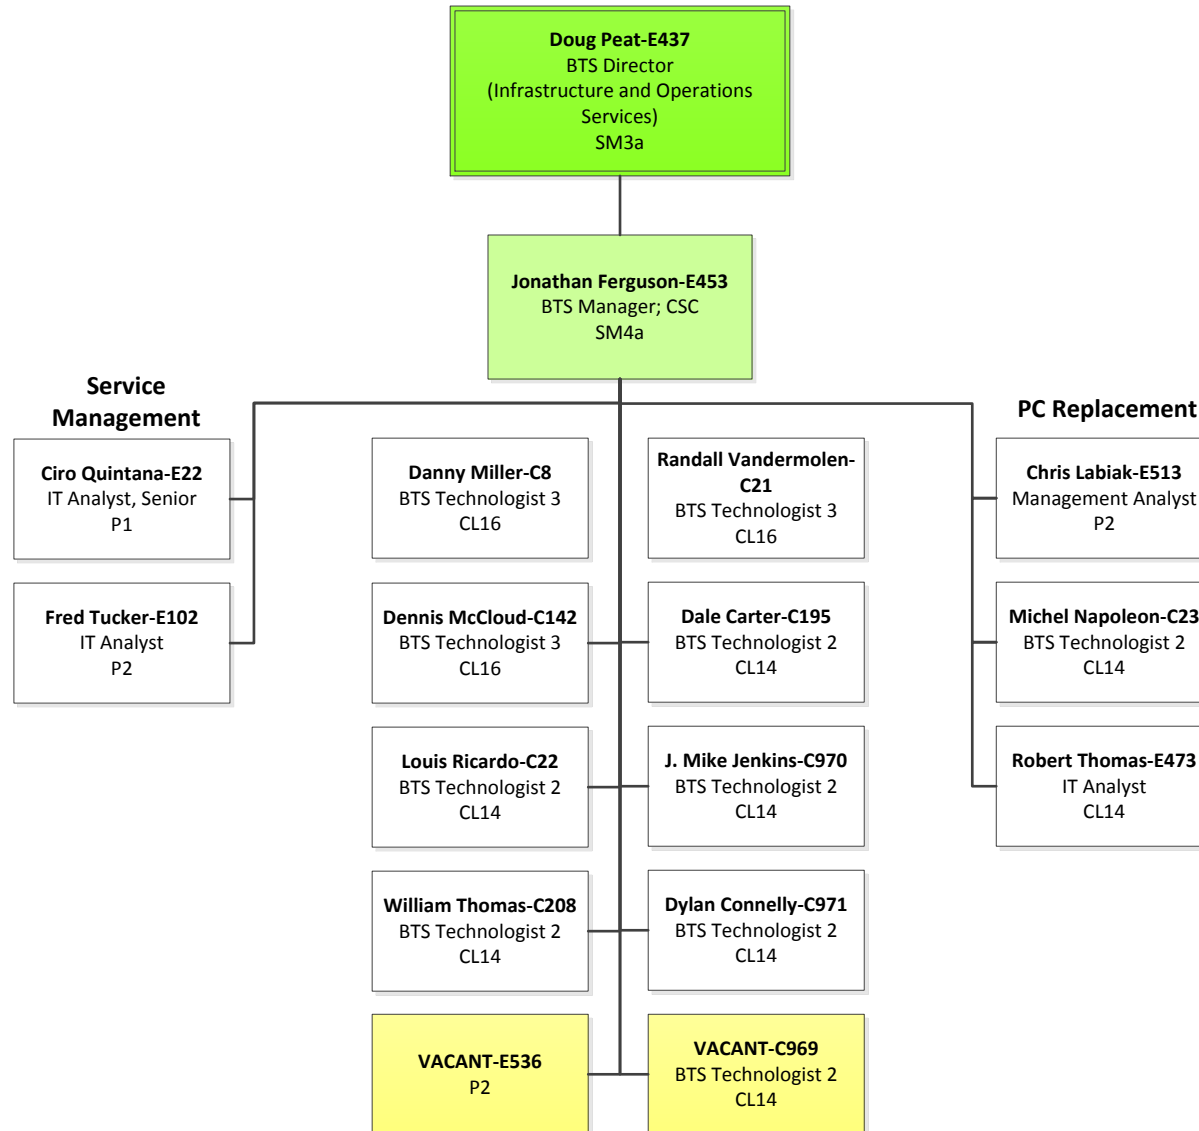 Doug Peat-E437
BTS Director
(Infrastructure and Operations
Services)
SM3a
Jonathan Ferguson-E453
BTS Manager; CSC
SM4a
Service
Management
Ciro Quintana-E22
IT Analyst, Senior
P1
Fred Tucker-E102
IT Analyst
P2
Danny Miller-C8
BTS Technologist 3
CL16
Dennis McCloud-C142
BTS Technologist 3
CL16
Louis Ricardo-C22
BTS Technologist 2
CL14
William Thomas-C208
BTS Technologist 2
CL14
VACANT-E536
P2
Randall Vandermolen-
C21
BTS Technologist 3
CL16
Dale Carter-C195
BTS Technologist 2
CL14
J. Mike Jenkins-C970
BTS Technologist 2
CL14
Dylan Connelly-C971
BTS Technologist 2
CL14
VACANT-C969
BTS Technologist 2
CL14
PC Replacement
Chris Labiak-E513
Management Analyst
P2
Michel Napoleon-C23
BTS Technologist 2
CL14
Robert Thomas-E473
IT Analyst
CL14